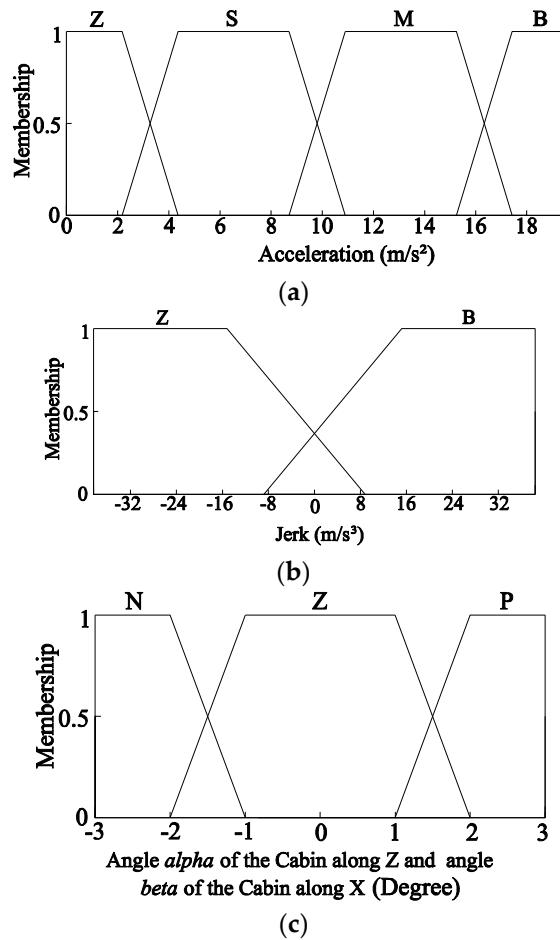 Z S M B
1
0.5
0
Membership
0 2 4 6 8 10 12 14 16 18
Acceleration (m/s²)
(a)
Z B
1
0.5
0
Membership
-32 -24 -16 -8 0 8 16 24 32
Jerk (m/s³)
(b)
N Z P
1
0.5
0
Membership
-3 -2 -1 0 1 2 3
Angle alpha of the Cabin along Z and angle
beta of the Cabin along X (Degree)
(c)